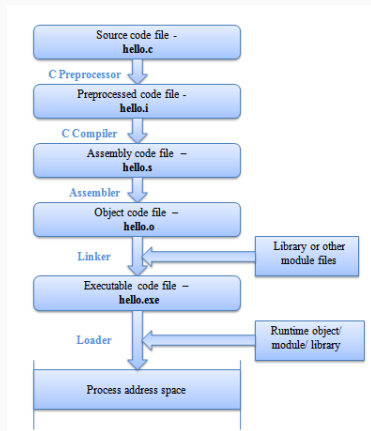 Source code file -
hello.c
C Preprocessor
Preprocessed code file -
hello.i
C Compiler
Assembly code file –
hello.s
Assembler
Object code file –
hello.o
Linker
Library or other
module files
Executable code file –
hello.exe
Loader
Runtime object/
module/ library
Process address space